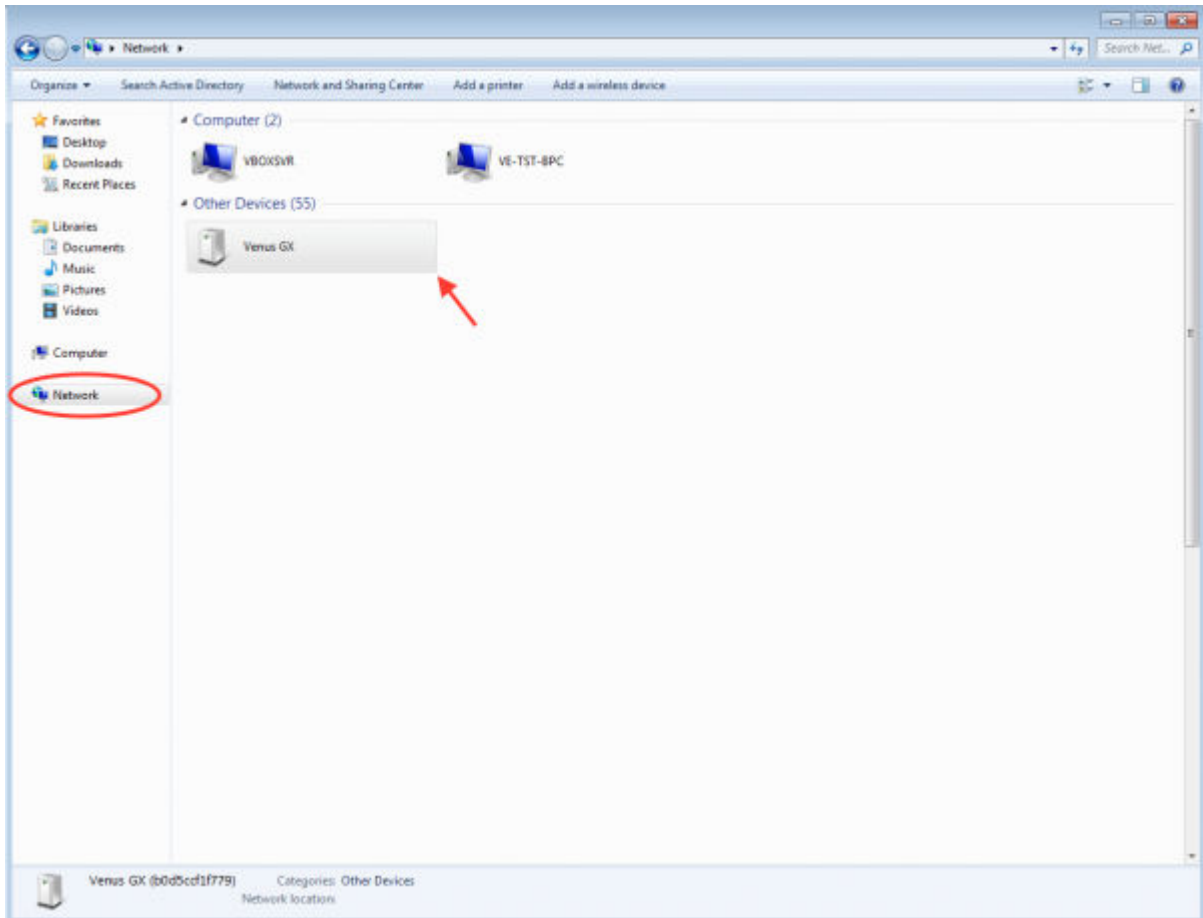 Network
Search Net...
Organize Search Active Directory Network and Sharing Center Add a printer Add a wireless device
Favorites
Desktop
Downloads
Recent Places
Libraries
Documents
Music
Pictures
Videos
Computer
Network
Computer (2)
VBOXSVR VE-TST-8PC
Other Devices (55)
Venus GX
Venus GX (b0d5ccf1f779) Categories: Other Devices
Network location: